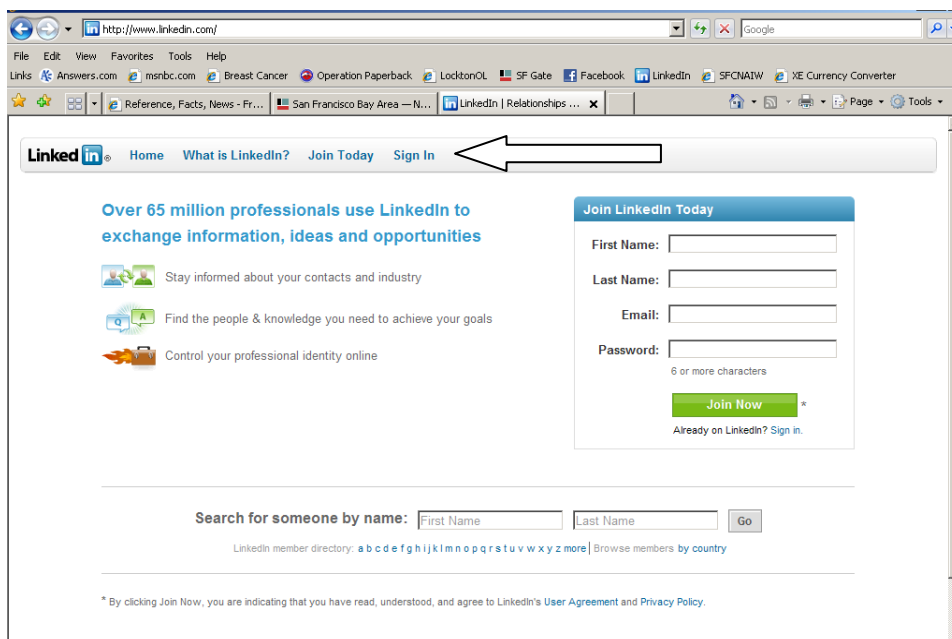 http://www.linkedin.com/
Google
File Edit View Favorites Tools Help
Links Answers.com msnbc.com Breast Cancer Operation Paperback LocktonOL SF Gate Facebook LinkedIn SFCNAIW XE Currency Converter
Reference, Facts, News - Fr... San Francisco Bay Area — N... LinkedIn | Relationships ... Page Tools
Linked in ® Home What is LinkedIn? Join Today Sign In
Over 65 million professionals use LinkedIn to
exchange information, ideas and opportunities
Stay informed about your contacts and industry
Q A
Find the people & knowledge you need to achieve your goals
Control your professional identity online
Join LinkedIn Today
First Name:
Last Name:
Email:
Password:
6 or more characters
Join Now *
Already on LinkedIn? Sign in.
Search for someone by name: First Name Last Name Go
LinkedIn member directory: a b c d e f g h i j k l m n o p q r s t u v w x y z more | Browse members by country
* By clicking Join Now, you are indicating that you have read, understood, and agree to LinkedIn's User Agreement and Privacy Policy.